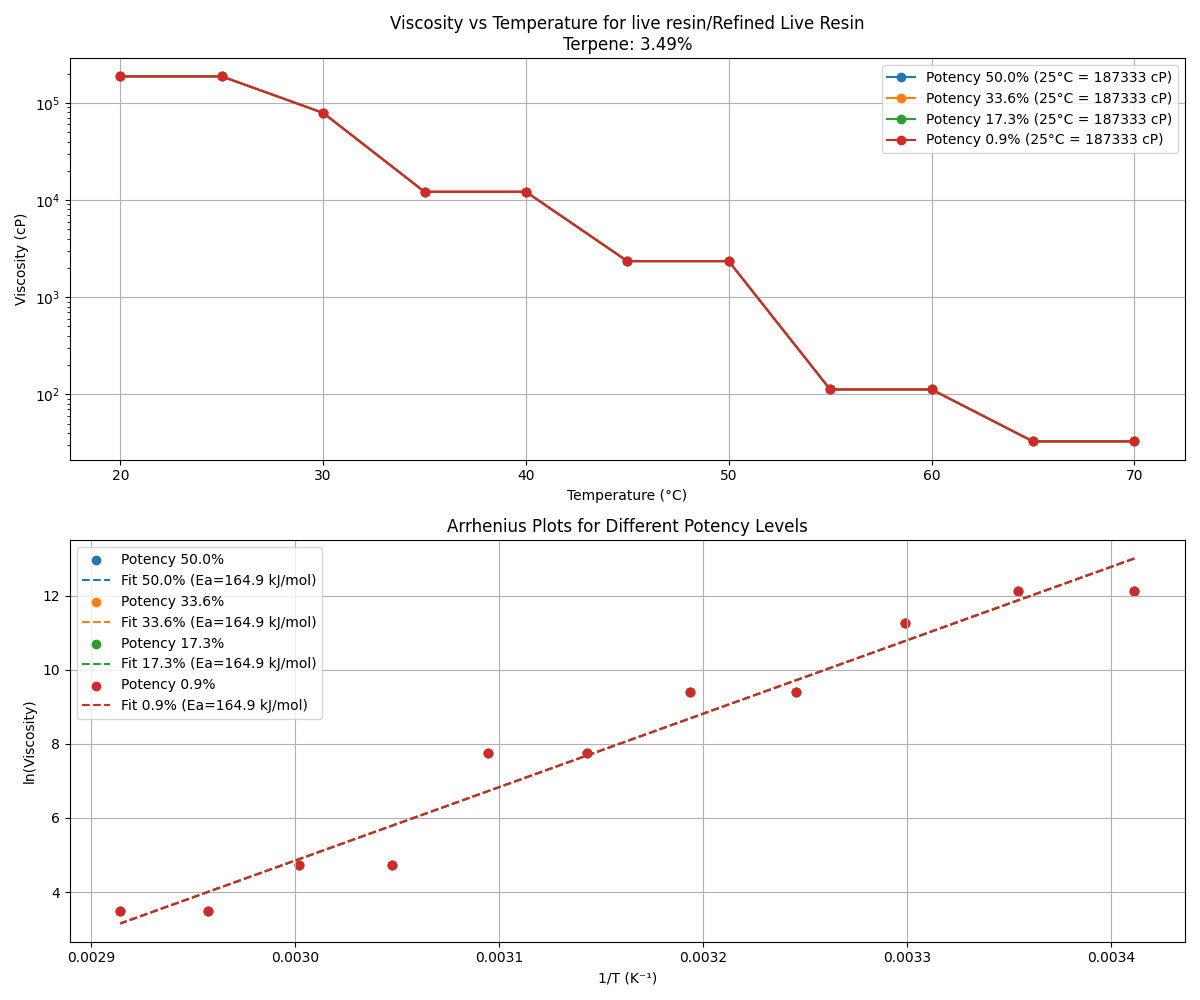 Viscosity vs Temperature for live resin/Refined Live Resin
Terpene: 3.49%
Potency 50.0% (25°C = 187333 cP)
Potency 33.6% (25°C = 187333 cP)
Potency 17.3% (25°C = 187333 cP)
Potency 0.9% (25°C = 187333 cP)
Viscosity (cP)
10⁵
10⁴
10³
10²
20 30 40 50 60 70
Temperature (°C)
Arrhenius Plots for Different Potency Levels
Potency 50.0%
Fit 50.0% (Ea=164.9 kJ/mol)
Potency 33.6%
Fit 33.6% (Ea=164.9 kJ/mol)
Potency 17.3%
Fit 17.3% (Ea=164.9 kJ/mol)
Potency 0.9%
Fit 0.9% (Ea=164.9 kJ/mol)
ln(Viscosity)
12
10
8
6
4
0.0029 0.0030 0.0031 0.0032 0.0033 0.0034
1/T (K⁻¹)